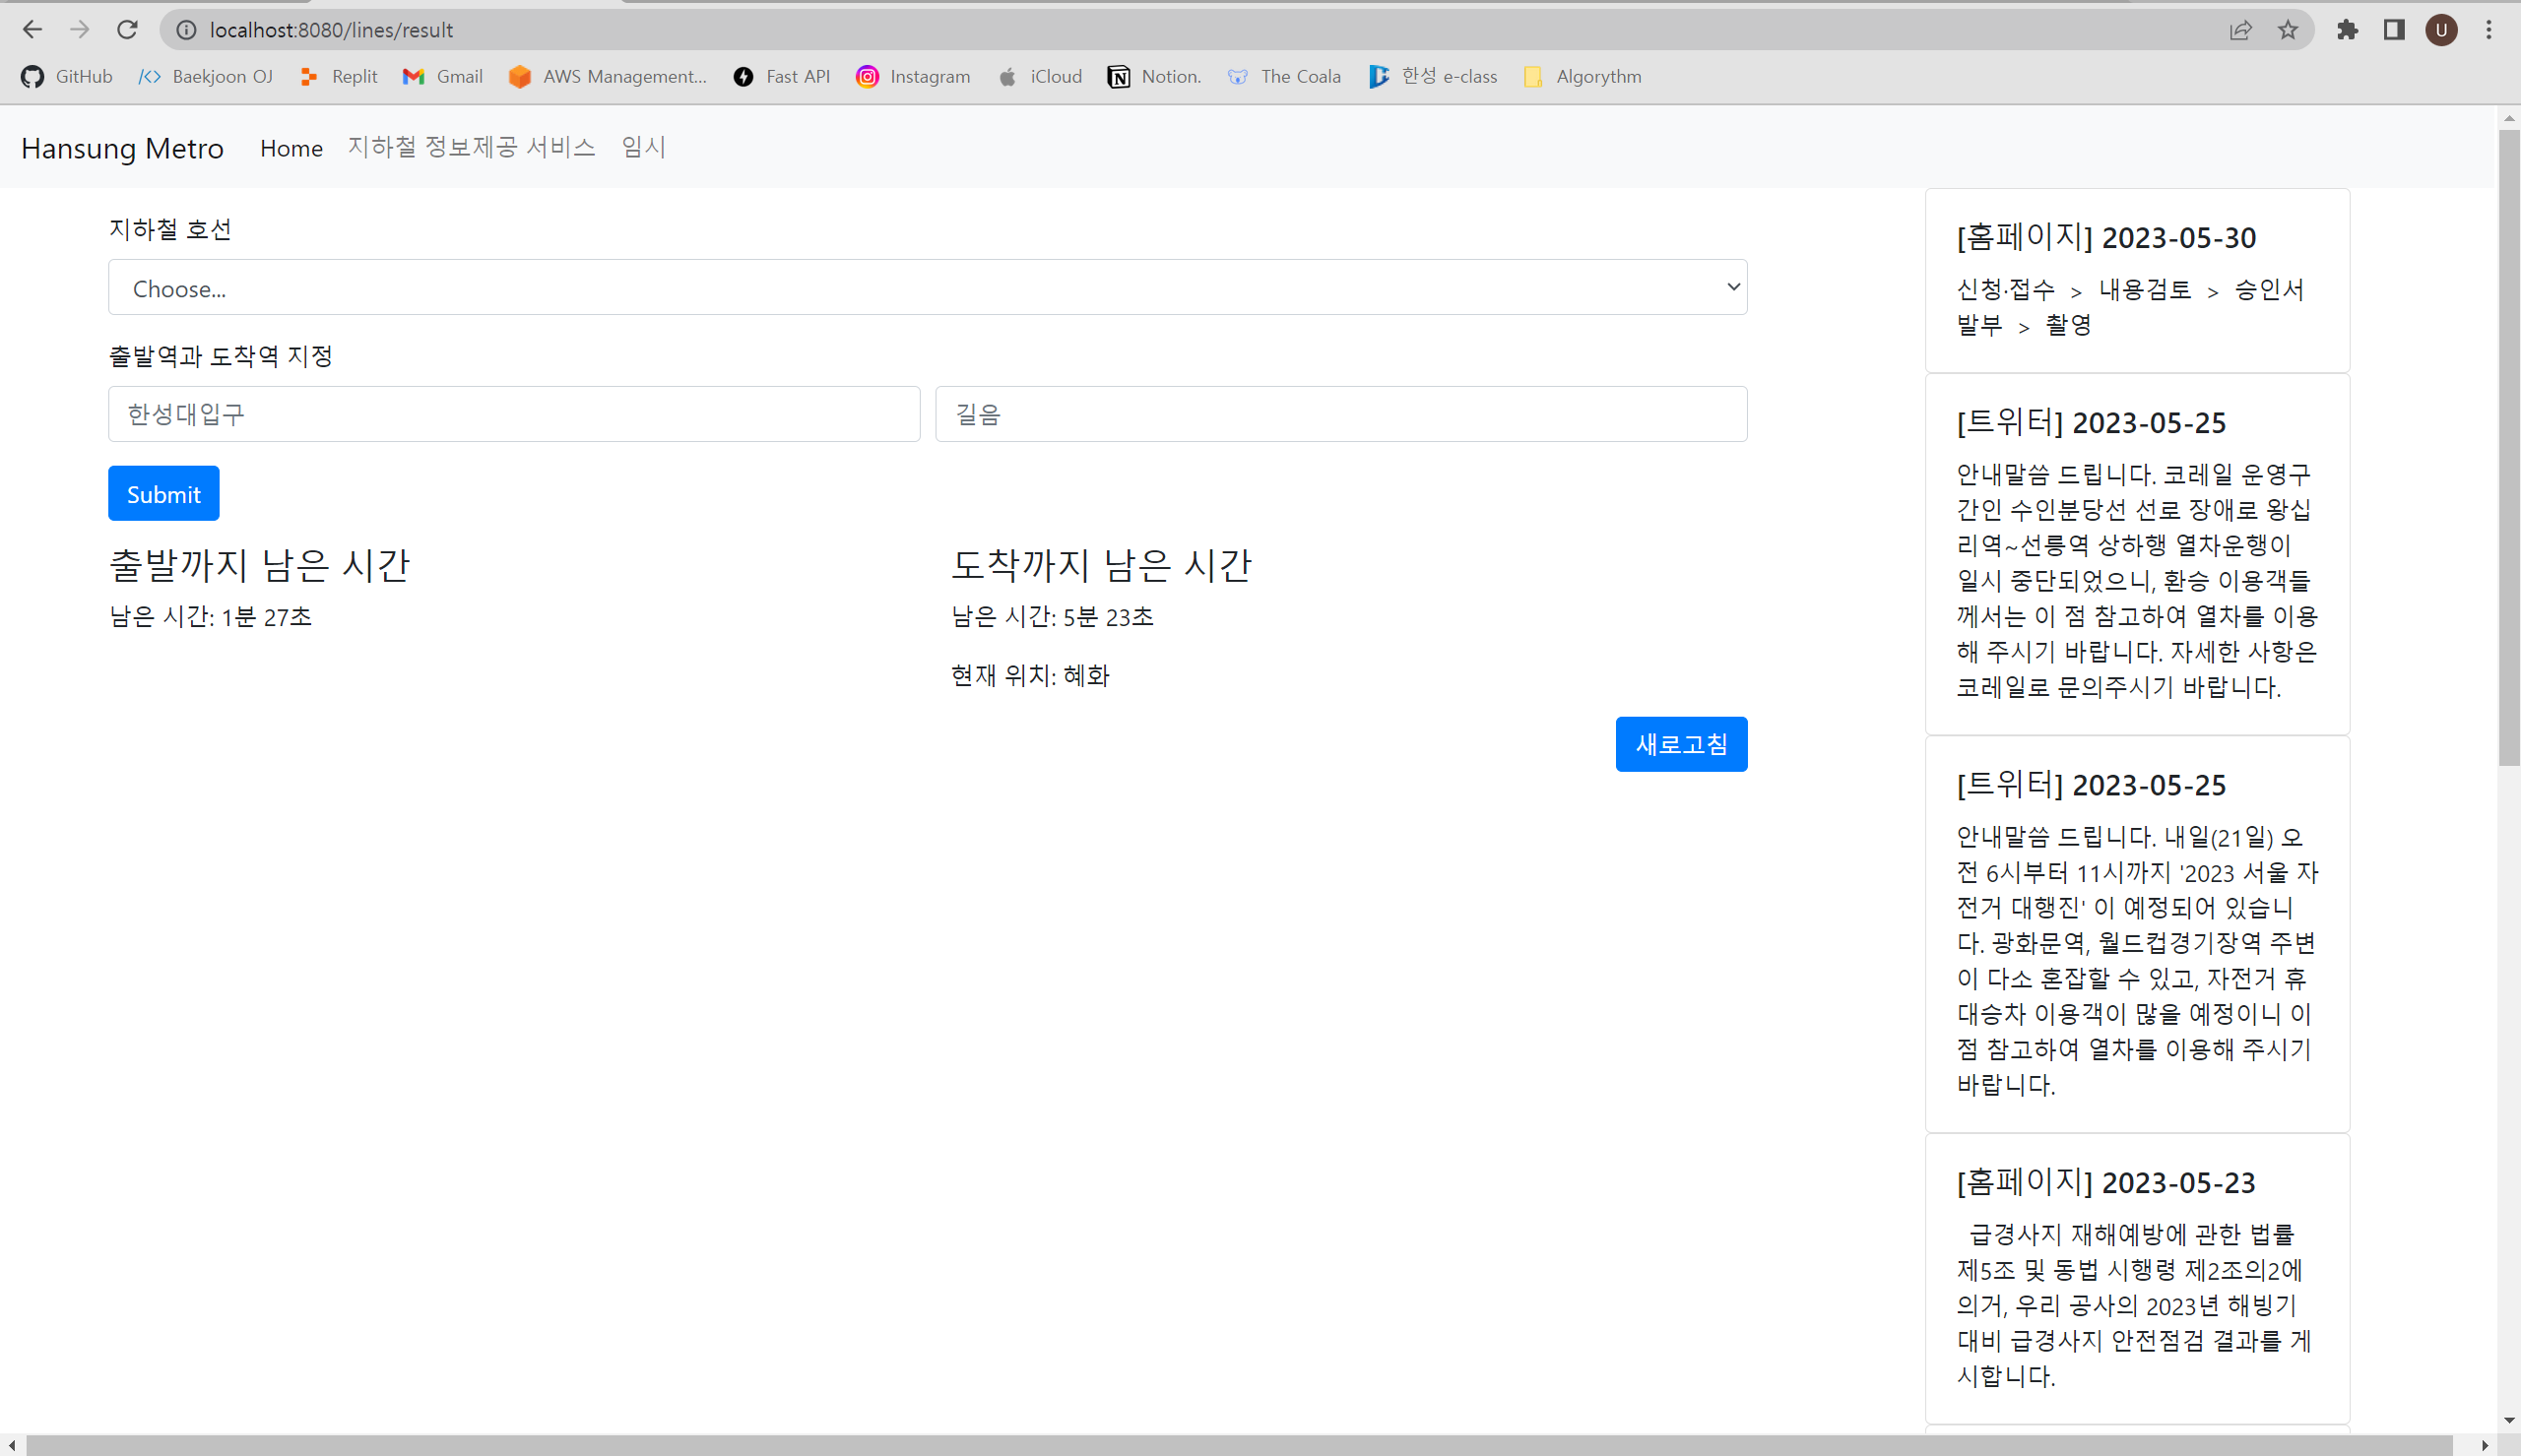 localhost:8080/lines/result
U
GitHub Baekjoon OJ Replit Gmail AWS Management... Fast API Instagram iCloud Notion. The Coala 한성 e-class Algorythm
Hansung Metro Home 지하철 정보제공 서비스 임시
지하철 호선
Choose...
출발역과 도착역 지정
한성대입구 길음
Submit
출발까지 남은 시간 도착까지 남은 시간
남은 시간: 1분 27초 남은 시간: 5분 23초
현재 위치: 혜화
새로고침
[홈페이지] 2023-05-30
신청·접수 > 내용검토 > 승인서
발부 > 촬영
[트위터] 2023-05-25
안내말씀 드립니다. 코레일 운영구
간인 수인분당선 선로 장애로 왕십
리역~선릉역 상하행 열차운행이
일시 중단되었으니, 환승 이용객들
께서는 이 점 참고하여 열차를 이용
해 주시기 바랍니다. 자세한 사항은
코레일로 문의주시기 바랍니다.
[트위터] 2023-05-25
안내말씀 드립니다. 내일(21일) 오
전 6시부터 11시까지 '2023 서울 자
전거 대행진' 이 예정되어 있습니
다. 광화문역, 월드컵경기장역 주변
이 다소 혼잡할 수 있고, 자전거 휴
대승차 이용객이 많을 예정이니 이
점 참고하여 열차를 이용해 주시기
바랍니다.
[홈페이지] 2023-05-23
급경사지 재해예방에 관한 법률
제5조 및 동법 시행령 제2조의2에
의거, 우리 공사의 2023년 해빙기
대비 급경사지 안전점검 결과를 게
시합니다.